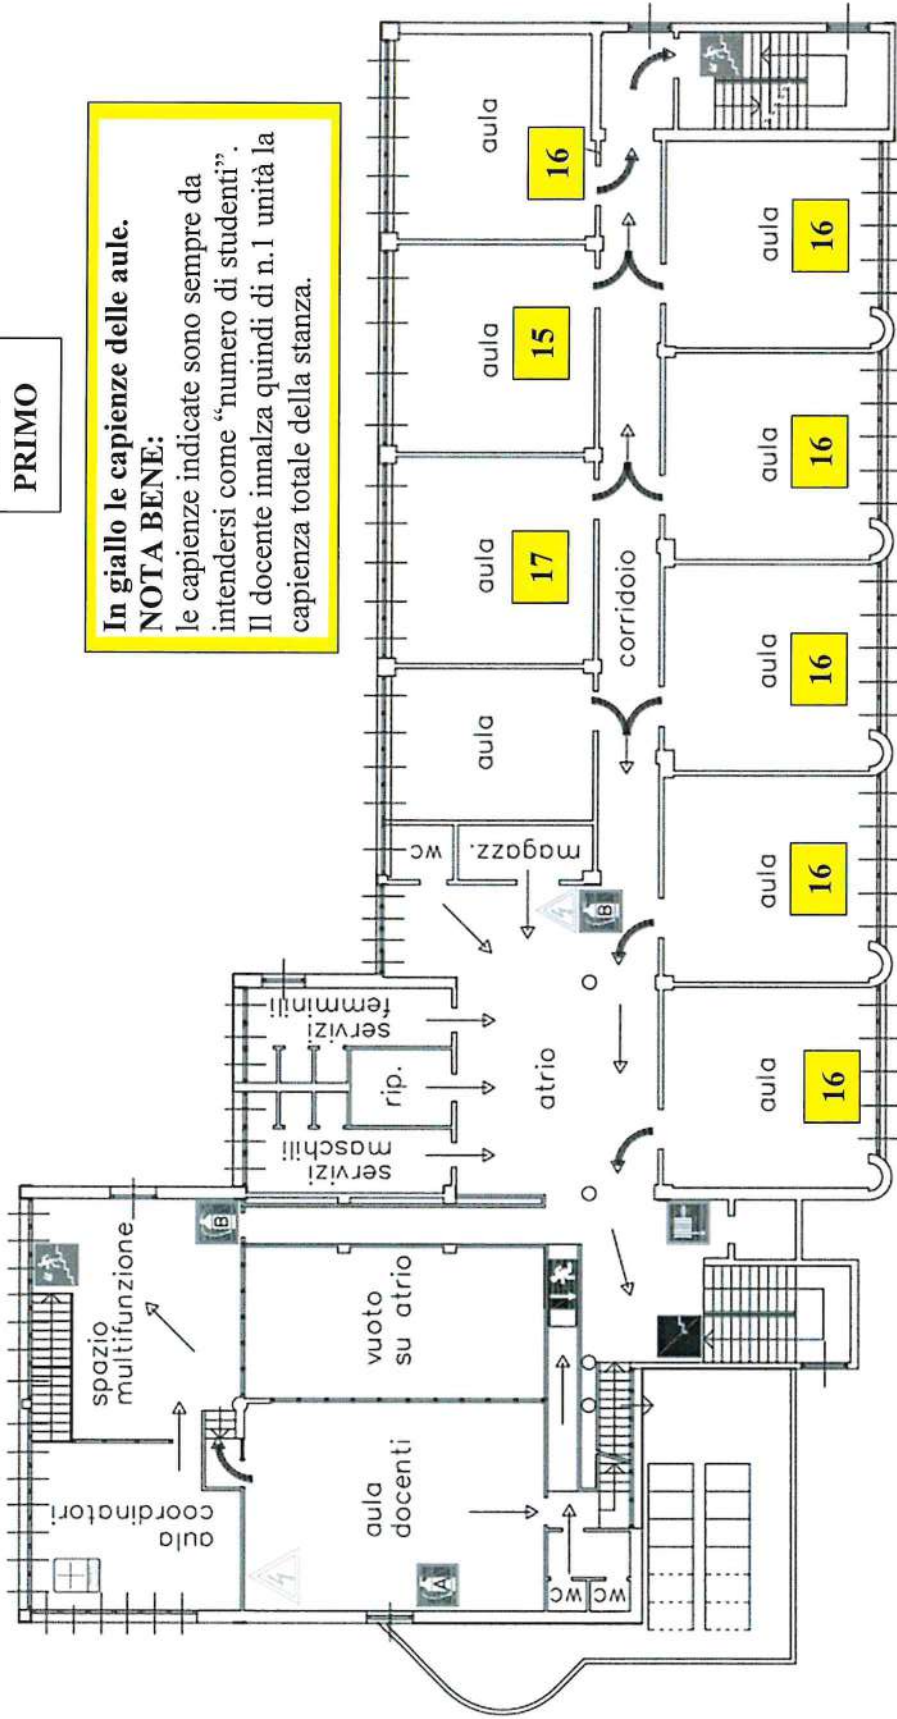 PRIMO
In giallo le capienze delle aule.
NOTA BENE:
le capienze indicate sono sempre da
intendersi come “numero di studenti”.
Il docente innalza quindi di n.1 unità la
capienza totale della stanza.
aula
coordinatori
spazio
multifunzione
B
servizi
maschili
rip.
servizi
femminili
WC
magazz.
aula
aula
17
aula
15
aula
16
aula
docenti
A
vuoto
su atrio
atrio
B
corridoio
WC
WC
aula
16
aula
16
aula
16
aula
16
aula
16